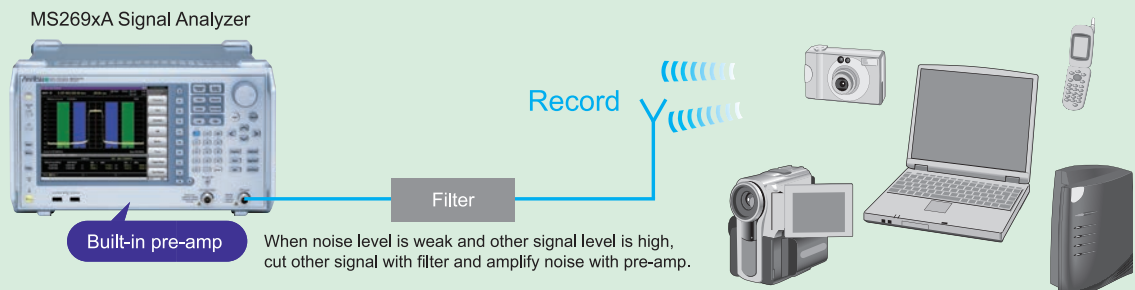 MS269xA Signal Analyzer
Anritsu
Record
Filter
Built-in pre-amp
When noise level is weak and other signal level is high,
cut other signal with filter and amplify noise with pre-amp.